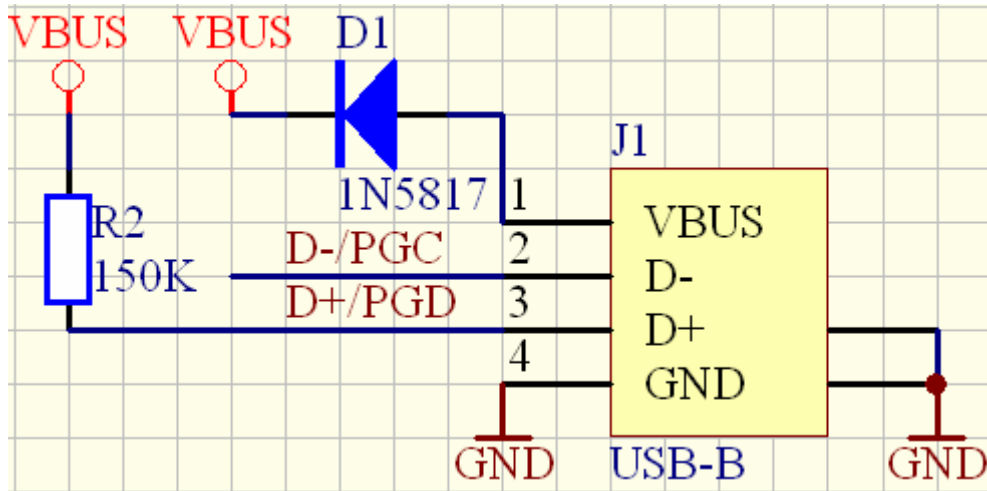 VBUS VBUS D1
J1
1N5817 1
VBUS
R2
D-/PGC 2
D-
150K
D+/PGD 3
D+
4
GND
GND USB-B GND